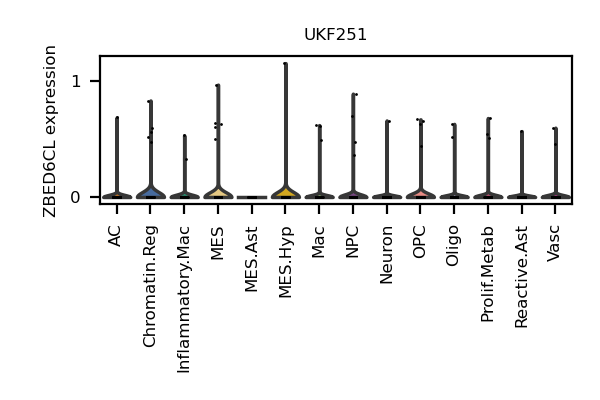 UKF251
ZBED6CL expression
1
0
AC
Chromatin.Reg
Inflammatory.Mac
MES
MES.Ast
MES.Hyp
Mac
NPC
Neuron
OPC
Oligo
Prolif.Metab
Reactive.Ast
Vasc